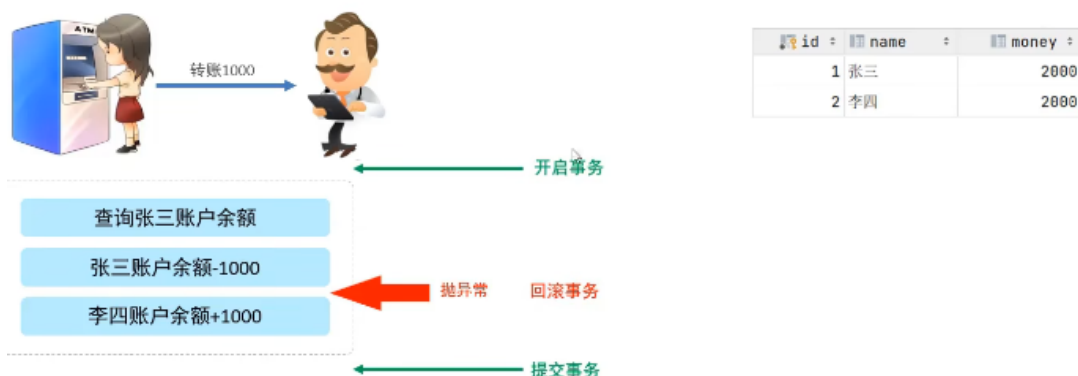 ATM
转账1000
id name money
1 张三 2000
2 李四 2000
开启事务
查询张三账户余额
张三账户余额-1000
抛异常 回滚事务
李四账户余额+1000
提交事务